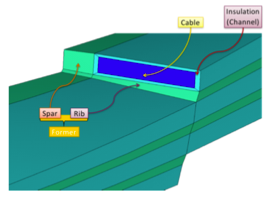 Insulation
(Channel)
Cable
Spar
Rib
Former